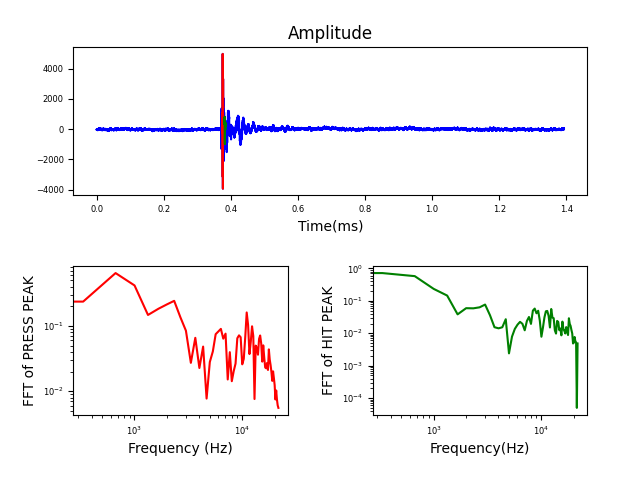 Amplitude
4000
2000
0
−2000
−4000
0.0 0.2 0.4 0.6 0.8 1.0 1.2 1.4
Time(ms)
FFT of PRESS PEAK
10⁻¹
10⁻²
10³ 10⁴
Frequency (Hz)
FFT of HIT PEAK
10⁰
10⁻¹
10⁻²
10⁻³
10⁻⁴
10³ 10⁴
Frequency(Hz)